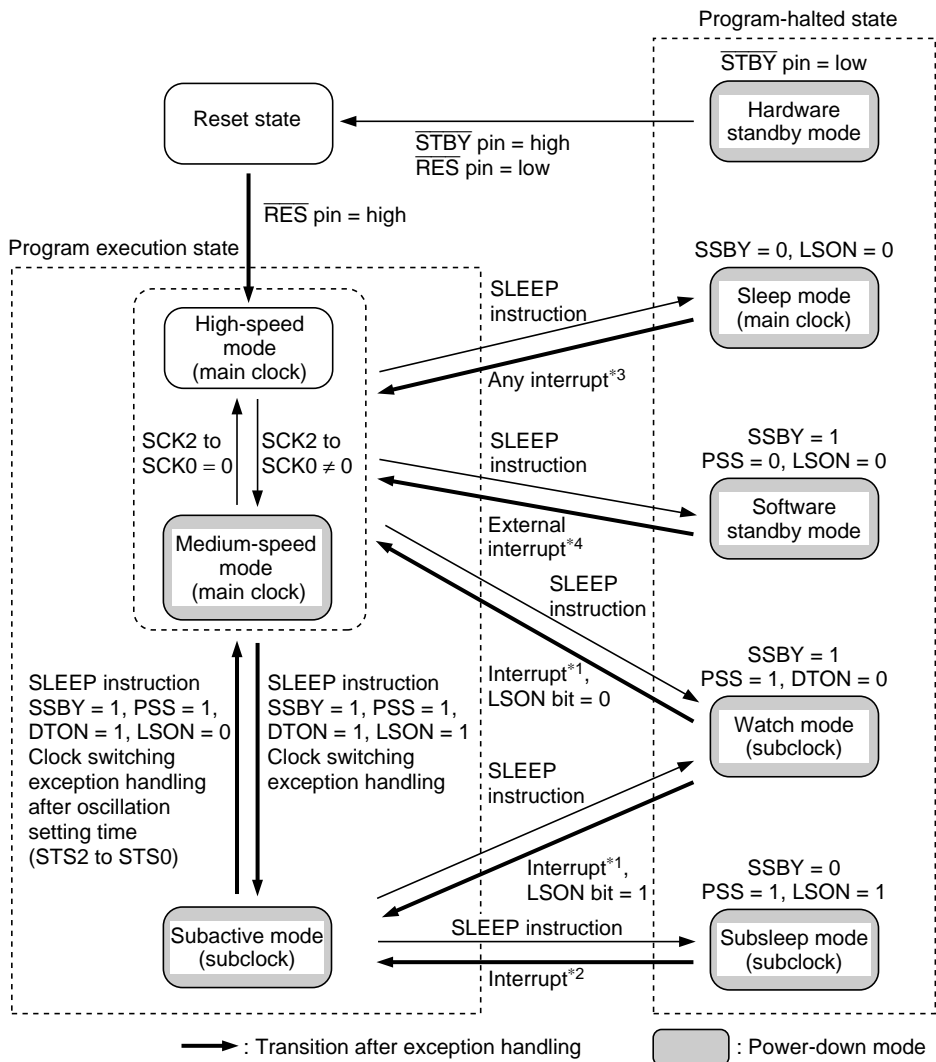 Program-halted state
STBY pin = low
Hardware
standby mode
Reset state
STBY pin = high
RES pin = low
RES pin = high
Program execution state
SSBY = 0, LSON = 0
Sleep mode
(main clock)
SLEEP
instruction
High-speed
mode
(main clock)
Any interrupt*3
SCK2 to
SCK0 = 0
SCK2 to
SCK0 ≠ 0
SLEEP
instruction
SSBY = 1
PSS = 0, LSON = 0
Software
standby mode
External
interrupt*4
Medium-speed
mode
(main clock)
SLEEP
instruction
SSBY = 1
PSS = 1, DTON = 0
Watch mode
(subclock)
Interrupt*1,
LSON bit = 0
SLEEP instruction
SSBY = 1, PSS = 1,
DTON = 1, LSON = 0
Clock switching
exception handling
after oscillation
setting time
(STS2 to STS0)
SLEEP instruction
SSBY = 1, PSS = 1,
DTON = 1, LSON = 1
Clock switching
exception handling
SLEEP
instruction
Interrupt*1,
LSON bit = 1
SSBY = 0
PSS = 1, LSON = 1
Subactive mode
(subclock)
SLEEP instruction
Subsleep mode
(subclock)
Interrupt*2
: Transition after exception handling
: Power-down mode